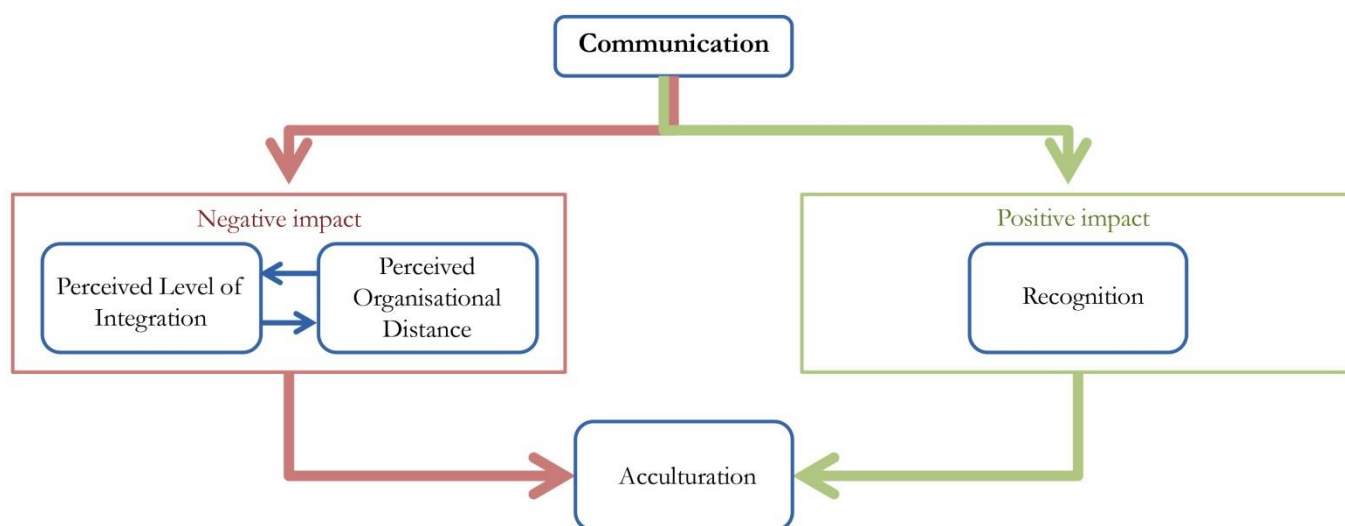 Communication
Negative impact
Perceived Level of
Integration
Perceived
Organisational
Distance
Positive impact
Recognition
Acculturation